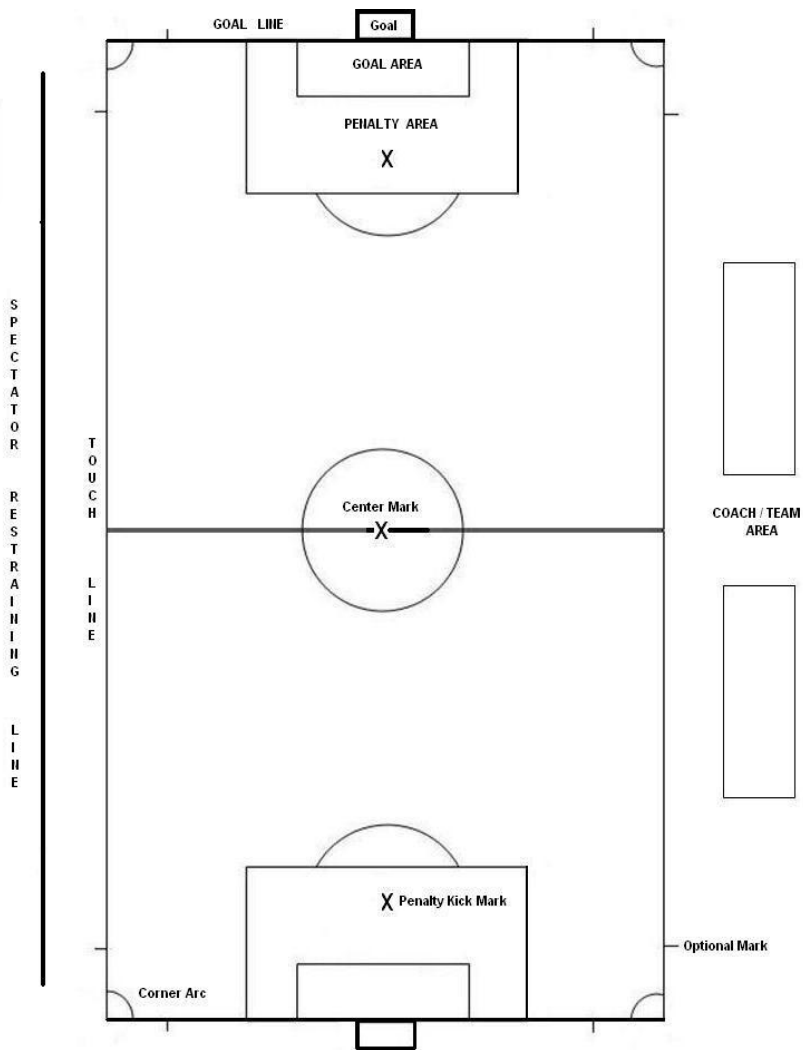 GOAL LINE
Goal
GOAL AREA
PENALTY AREA
X
SPECTATOR RESTRAINING LINE
TOUCH LINE
Center Mark
X
COACH / TEAM
AREA
X Penalty Kick Mark
Optional Mark
Corner Arc